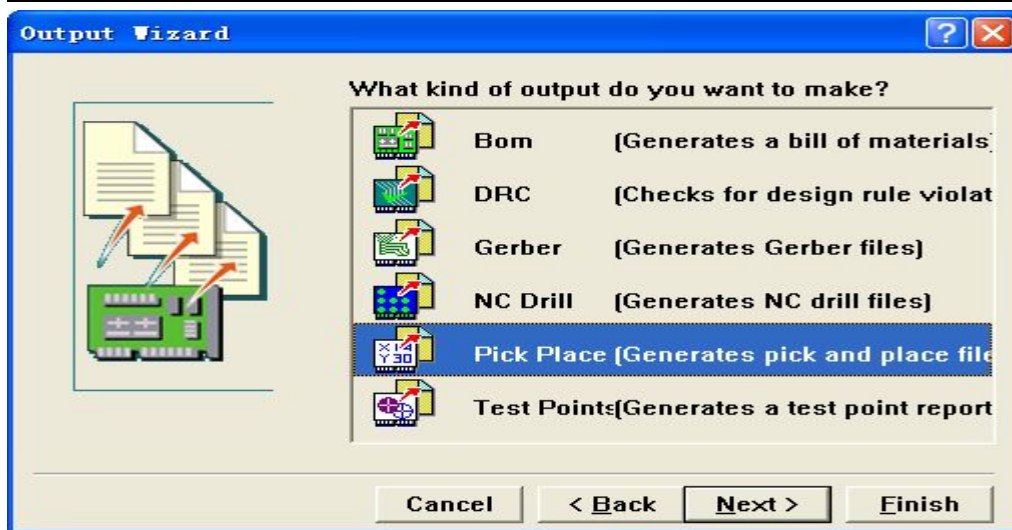 Output Wizard
What kind of output do you want to make?
Bom (Generates a bill of materials)
DRC (Checks for design rule violat
Gerber (Generates Gerber files)
NC Drill (Generates NC drill files)
Pick Place (Generates pick and place file
Test Points(Generates a test point report
Cancel < Back Next > Finish